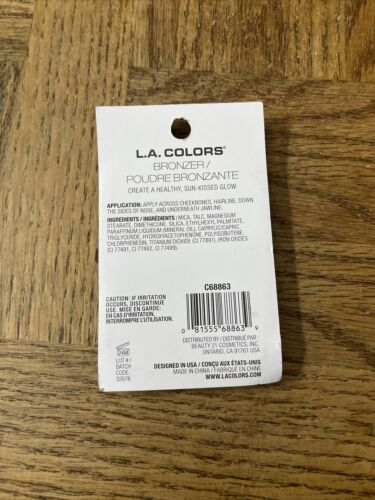 L.A. COLORS®
BRONZER /
POUDRE BRONZANTE
CREATE A HEALTHY, SUN-KISSED GLOW
APPLICATION: APPLY ACROSS CHEEKBONES, HAIRLINE, DOWN
THE SIDES OF NOSE, AND UNDERNEATH JAWLINE.
INGREDIENTS / INGRÉDIENTS: MICA, TALC, MAGNESIUM
STEARATE, DIMETHICONE, SILICA, ETHYLHEXYL PALMITATE,
PARAFFINUM LIQUIDUM (MINERAL OIL), CAPRYLIC/CAPRIC
TRIGLYCERIDE, HYDROXYACETOPHENONE, POLYISOBUTENE,
CHLORPHENESIN, TITANIUM DIOXIDE (CI 77891), IRON OXIDES
(CI 77491, CI 77492, CI 77499).
C68863
CAUTION: IF IRRITATION
OCCURS, DISCONTINUE
USE. MISE EN GARDE:
EN CAS D'IRRITATION,
INTERROMPRE L'UTILISATION.
0 81555 68863 9
24M
LOT # /
BATCH
CODE:
32678
DISTRIBUTED BY / DISTRIBUÉ PAR :
BEAUTY 21 COSMETICS, INC.
ONTARIO, CA 91761 USA
DESIGNED IN USA / CONÇU AUX ÉTATS-UNIS
MADE IN CHINA / FABRIQUÉ EN CHINE
WWW.LACOLORS.COM